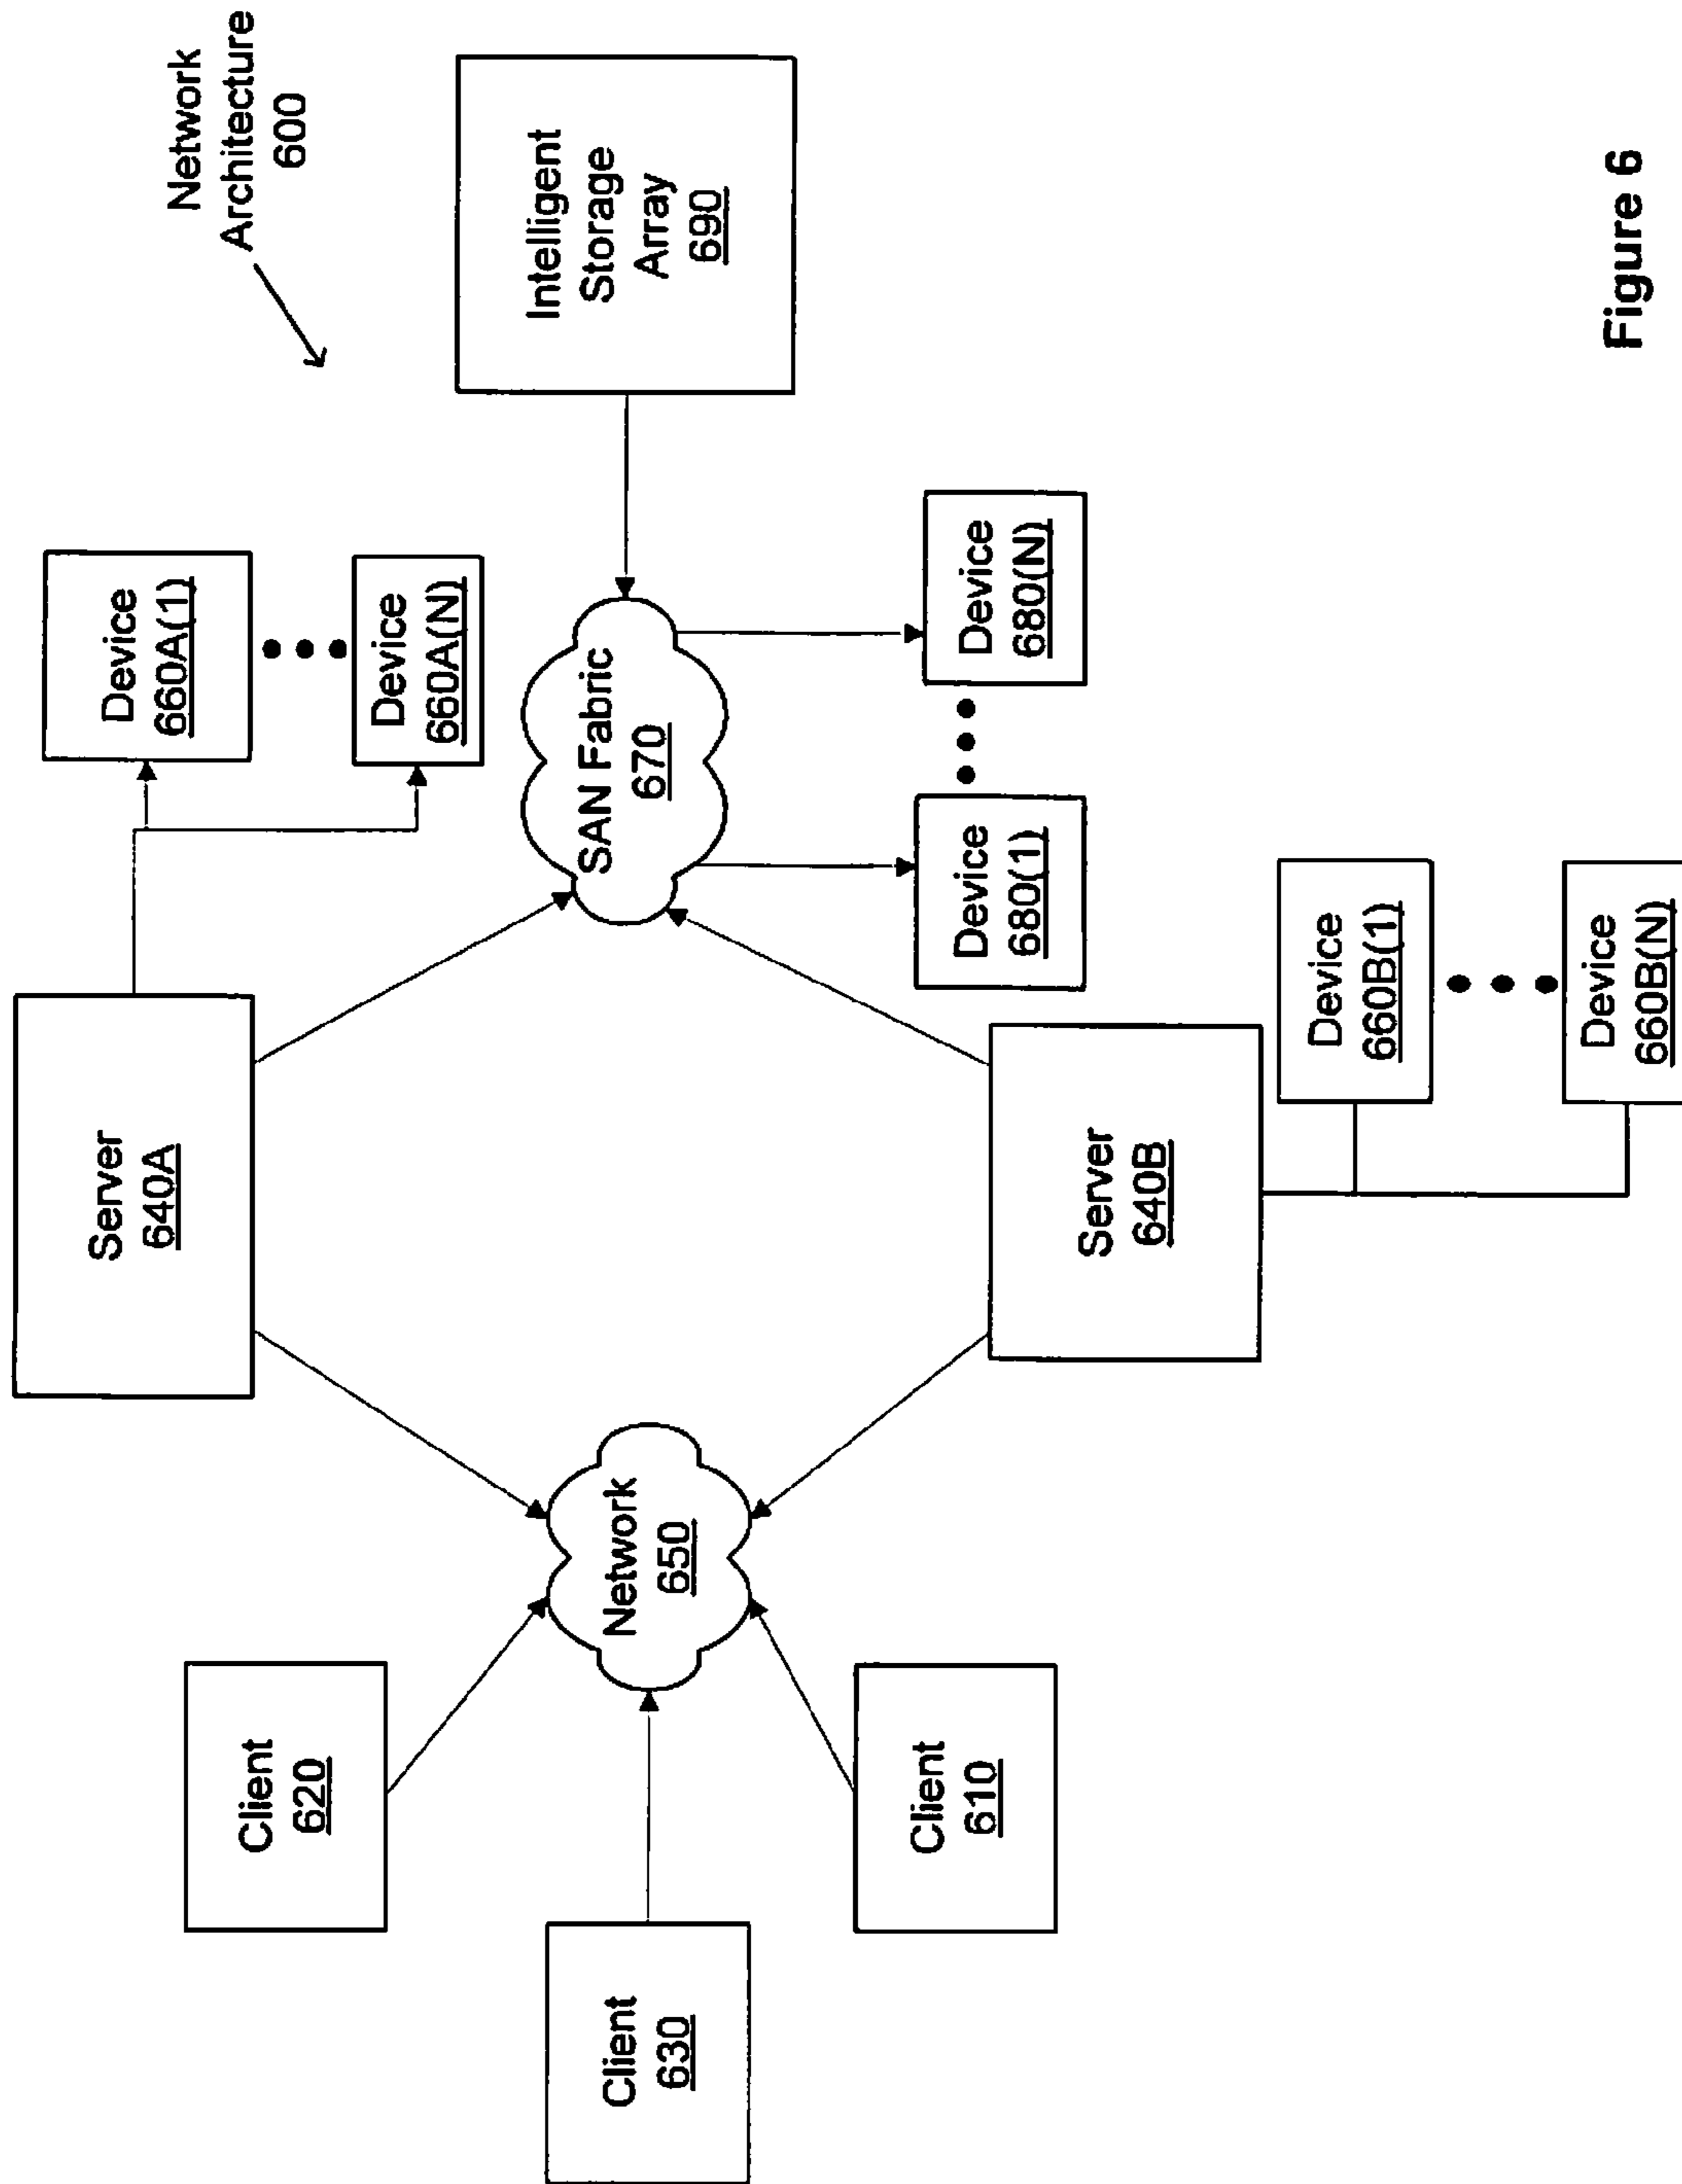 Network
Architecture
600
Server
640A
Device
660A(1)
Device
660A(N)
Client
620
Intelligent
Storage
Array
690
Client
630
Network
650
SAN Fabric
670
Client
610
Server
640B
Device
680(1)
Device
680(N)
Device
660B(1)
Device
660B(N)
Figure 6